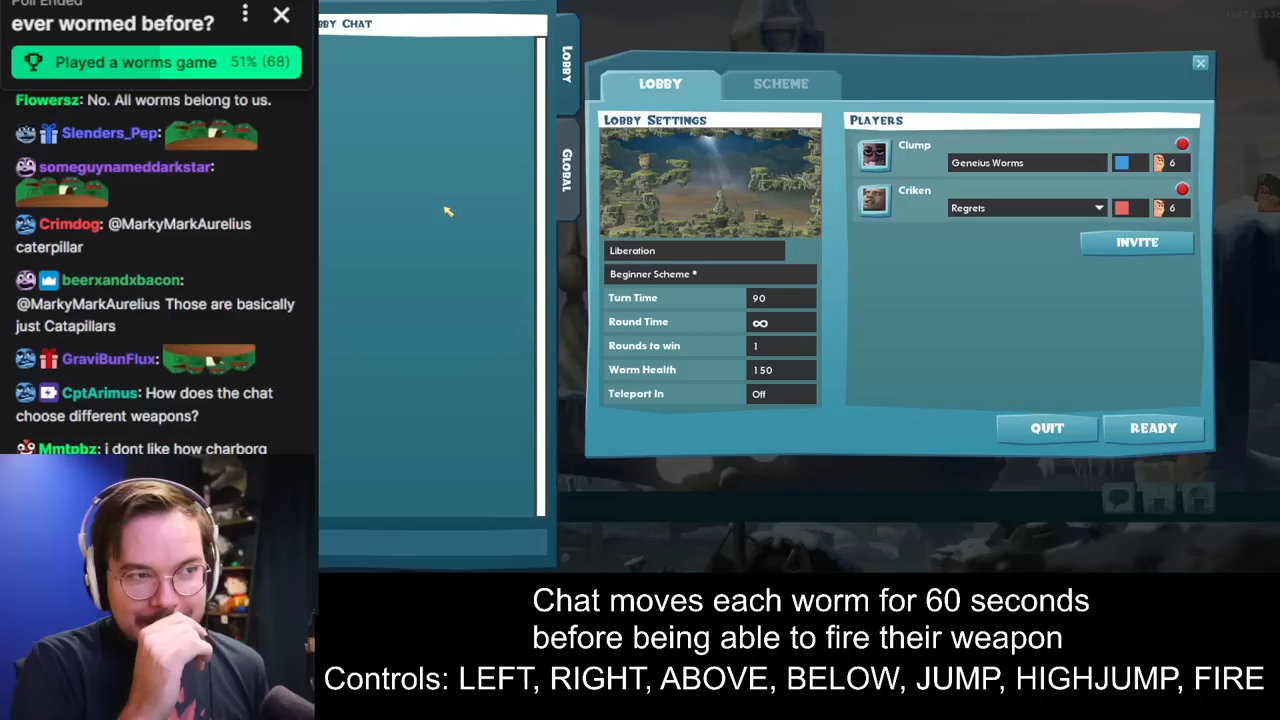 Poll Ended
ever wormed before?
Played a worms game 51% (68)
Flowersz: No. All worms belong to us.
Slenders_Pep:
someguynameddarkstar:
Crimdog: @MarkyMarkAurelius
caterpillar
beerxandxbacon:
@MarkyMarkAurelius Those are basically
just Catapillars
GraviBunFlux:
CptArimus: How does the chat
choose different weapons?
Mmtpbz: i dont like how charborg
BBY CHAT
LOBBY
GLOBAL
LOBBY
SCHEME
LOBBY SETTINGS
Liberation
Beginner Scheme *
Turn Time 90
Round Time ∞
Rounds to win 1
Worm Health 150
Teleport In Off
PLAYERS
Clump
Geneius Worms 6
Criken
Regrets 6
INVITE
QUIT
READY
Chat moves each worm for 60 seconds
before being able to fire their weapon
Controls: LEFT, RIGHT, ABOVE, BELOW, JUMP, HIGHJUMP, FIRE